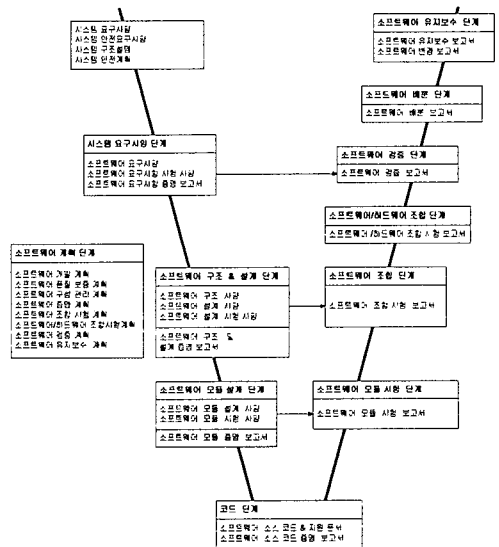 시스템 요구사양
시스템 안전요구사양
시스템 구조설명
시스템 안전계획
소프트웨어 유지보수 단계
소프트웨어 유지보수 보고서
소프트웨어 변경 보고서
소프트웨어 배포 단계
소프트웨어 배포 보고서
시스템 요구사양 단계
소프트웨어 요구사양
소프트웨어 요구사항 시험 사양
소프트웨어 요구사항 증명 보고서
소프트웨어 검증 단계
소프트웨어 검증 보고서
소프트웨어/하드웨어 조합 단계
소프트웨어/하드웨어 조합 시험 보고서
소프트웨어 계획 단계
소프트웨어 개발 계획
소프트웨어 품질 보증 계획
소프트웨어 구성 관리 계획
소프트웨어 증명 계획
소프트웨어 조합 시험 계획
소프트웨어/하드웨어 조합시험계획
소프트웨어 검증 계획
소프트웨어 유지보수 계획
소프트웨어 구조 & 설계 단계
소프트웨어 구조 사양
소프트웨어 설계 사양
소프트웨어 설계 시험 사양
소프트웨어 구조 및
설계 증명 보고서
소프트웨어 조합 단계
소프트웨어 조합 시험 보고서
소프트웨어 모듈 설계 단계
소프트웨어 모듈 설계 사양
소프트웨어 모듈 시험 사양
소프트웨어 모듈 증명 보고서
소프트웨어 모듈 시험 단계
소프트웨어 모듈 시험 보고서
코드 단계
소프트웨어 소스 코드 & 지원 문서
소프트웨어 소스 코드 증명 보고서